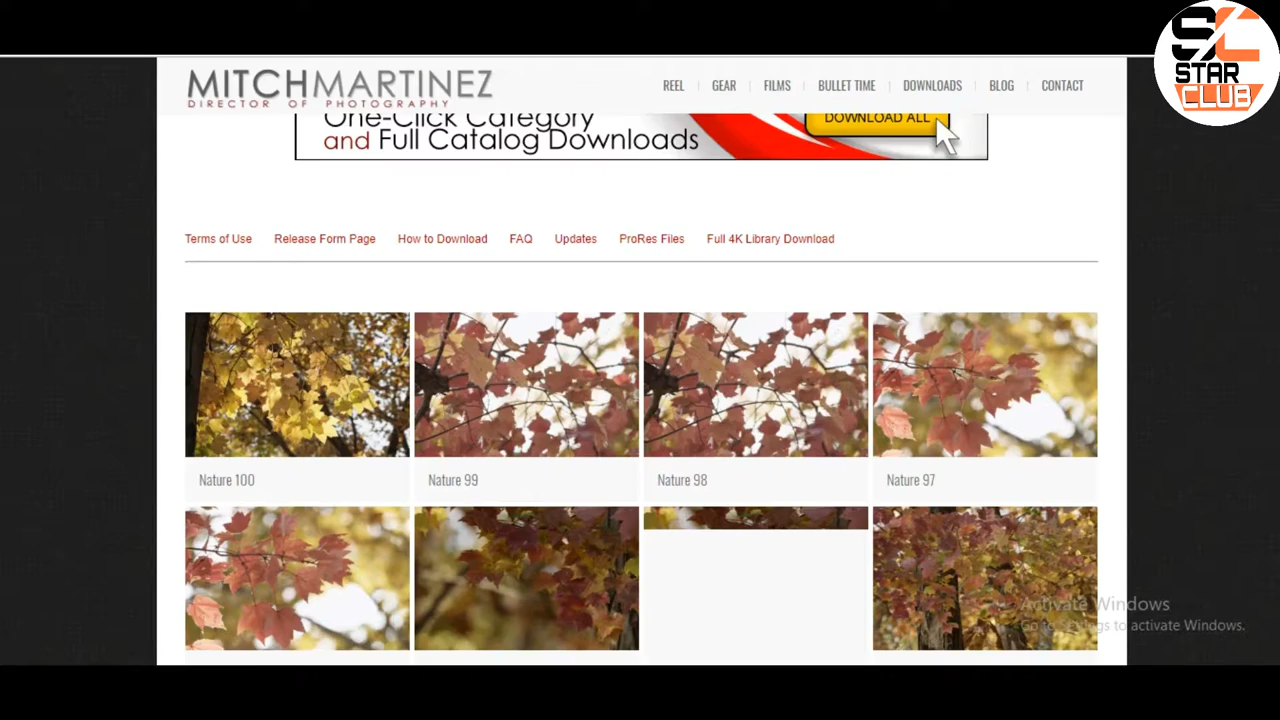 SC
STAR
CLUB
MITCHMARTINEZ
DIRECTOR OF PHOTOGRAPHY
REEL GEAR FILMS BULLET TIME DOWNLOADS BLOG CONTACT
One-Click Category
and Full Catalog Downloads
DOWNLOAD ALL
Terms of Use Release Form Page How to Download FAQ Updates ProRes Files Full 4K Library Download
Nature 100
Nature 99
Nature 98
Nature 97
Activate Windows
Go to Settings to activate Windows.